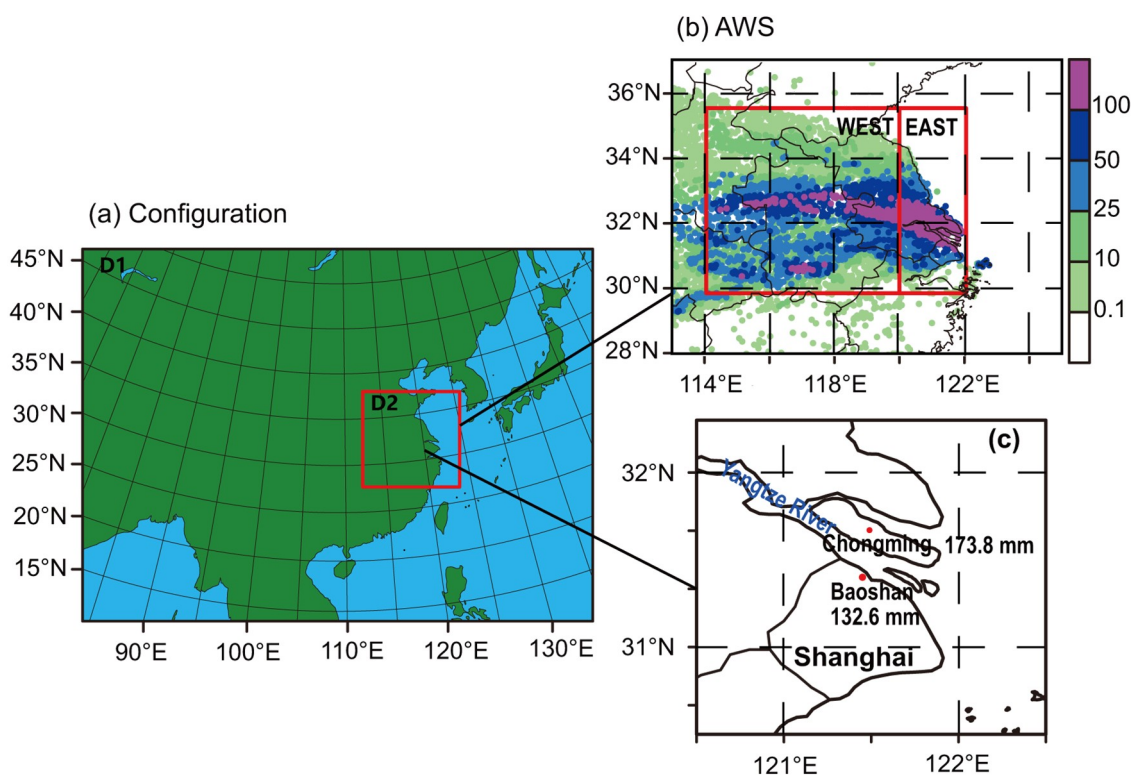 (a) Configuration
45°N
40°N
35°N
30°N
25°N
20°N
15°N
90°E
100°E
110°E
120°E
130°E
D1
D2
(b) AWS
36°N
34°N
32°N
30°N
28°N
114°E
118°E
122°E
WEST
EAST
100
50
25
10
0.1
(c)
32°N
31°N
121°E
122°E
Yangtze River
Chongming 173.8 mm
Baoshan
132.6 mm
Shanghai